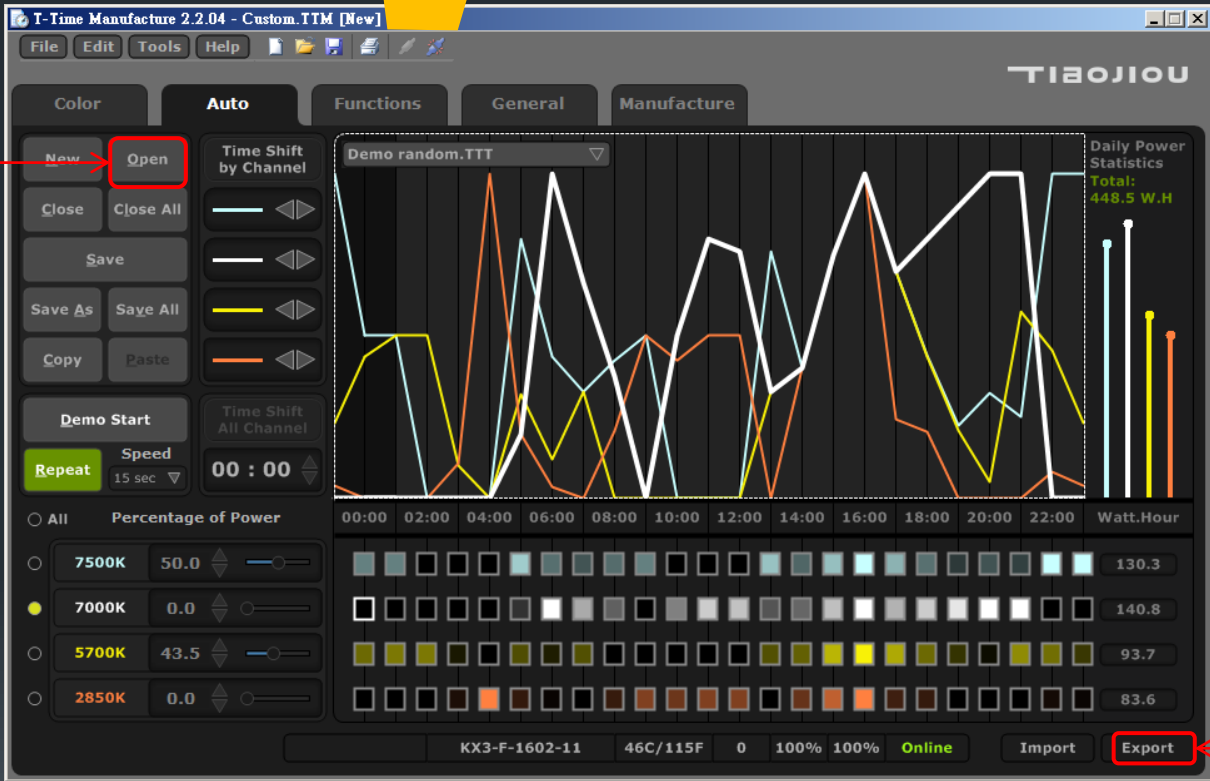 T-Time Manufacture 2.2.04 - Custom.TTM [New]
File Edit Tools Help
TIAOJIOU
Color Auto Functions General Manufacture
New Open
Close Close All
Save
Save As Save All
Copy Paste
Demo Start
Repeat
Speed
15 sec
Time Shift
by Channel
Time Shift
All Channel
00 : 00
Demo random.TTT
Daily Power
Statistics
Total:
448.5 W.H
All Percentage of Power
00:00 02:00 04:00 06:00 08:00 10:00 12:00 14:00 16:00 18:00 20:00 22:00 Watt.Hour
7500K 50.0 130.3
7000K 0.0 140.8
5700K 43.5 93.7
2850K 0.0 83.6
KX3-F-1602-11 46C/115F 0 100% 100% Online Import Export